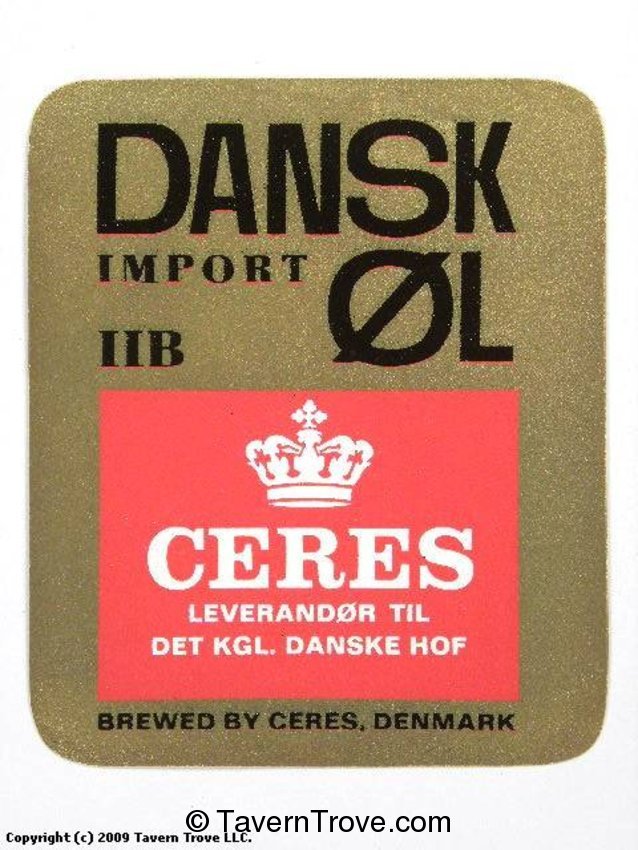 DANSK
IMPORT ØL
IIB
CERES
LEVERANDØR TIL
DET KGL. DANSKE HOF
BREWED BY CERES, DENMARK
© TavernTrove.com
Copyright (c) 2009 Tavern Trove LLC.